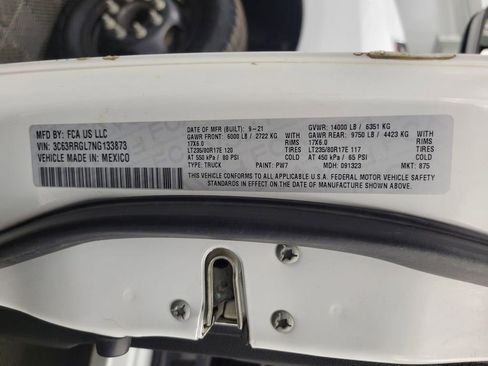 MFD BY: FCA US LLC
VIN: 3C63RRGL7NG133873
VEHICLE MADE IN: MEXICO
DATE OF MFR (BUILT): 9-21
GAWR FRONT: 6000 LB / 2722 KG
17X6.0 RIMS
LT235/80R17E 120 TIRES
AT 550 kPa / 80 PSI COLD
TYPE: TRUCK PAINT: PW7
GVWR: 14000 LB / 6351 KG
GAWR REAR: 9750 LB / 4423 KG
17X6.0 RIMS
LT235/80R17E 117 TIRES
AT 450 kPa / 65 PSI COLD
MDH: 091323 MKT: 875
THIS VEHICLE CONFORMS TO ALL APPLICABLE U.S.A. FEDERAL MOTOR VEHICLE SAFETY
STANDARDS IN EFFECT ON THE DATE OF MANUFACTURE SHOWN ABOVE.